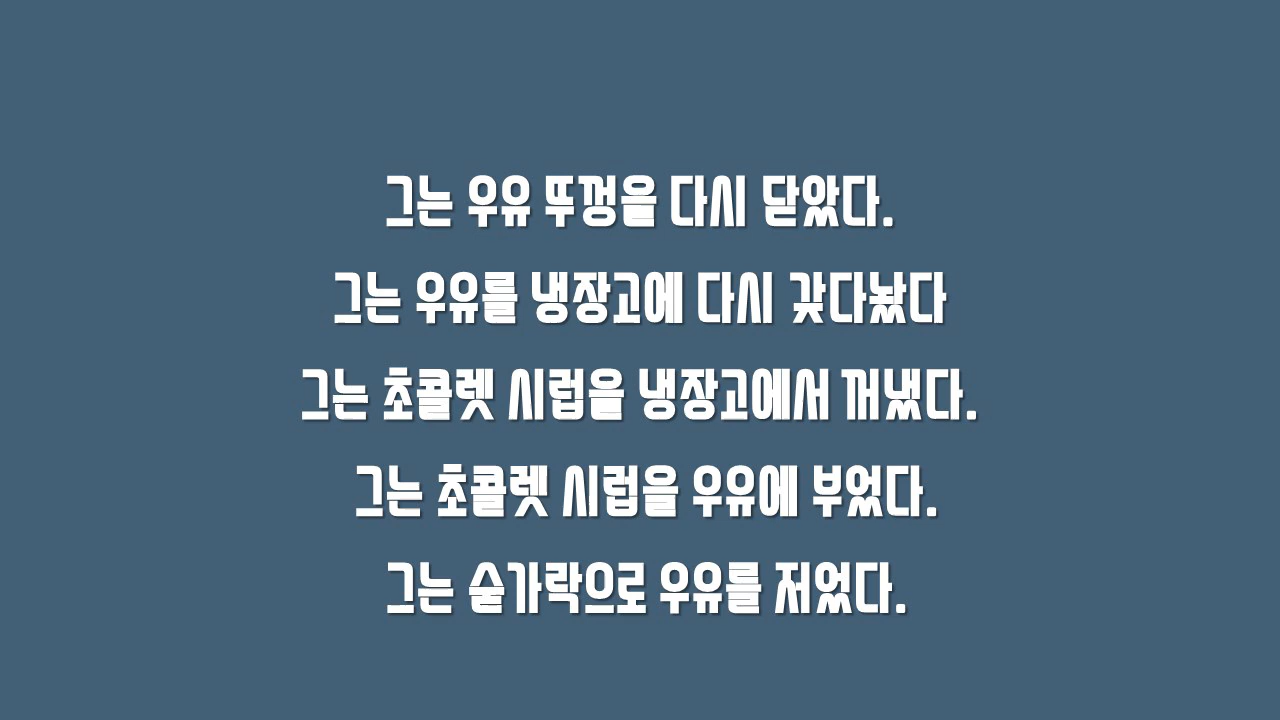 그는 우유 뚜껑을 다시 닫았다.
그는 우유를 냉장고에 다시 갖다놨다
그는 초콜렛 시럽을 냉장고에서 꺼냈다.
그는 초콜렛 시럽을 우유에 부었다.
그는 숟가락으로 우유를 저었다.